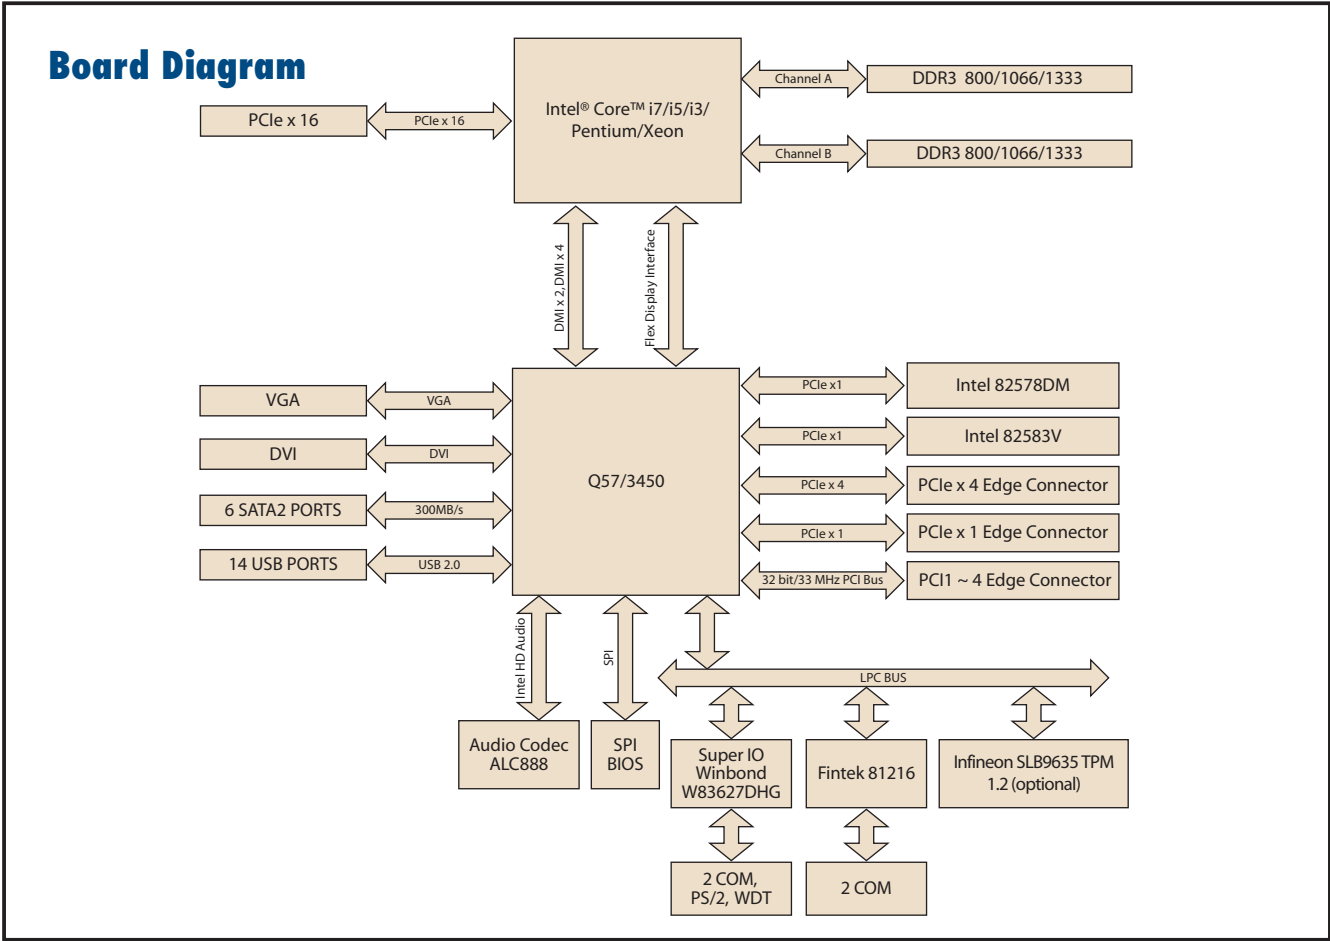 Board Diagram
PCIe x 16
PCIe x 16
Intel® Core™ i7/i5/i3/
Pentium/Xeon
Channel A
DDR3 800/1066/1333
Channel B
DDR3 800/1066/1333
DMI x 2, DMI x 4
Flex Display Interface
VGA
VGA
DVI
DVI
6 SATA2 PORTS
300MB/s
14 USB PORTS
USB 2.0
Q57/3450
PCIe x1
Intel 82578DM
PCIe x1
Intel 82583V
PCIe x 4
PCIe x 4 Edge Connector
PCIe x 1
PCIe x 1 Edge Connector
32 bit/33 MHz PCI Bus
PCI1 ~ 4 Edge Connector
Intel HD Audio
SPI
LPC BUS
Audio Codec
ALC888
SPI
BIOS
Super IO
Winbond
W83627DHG
Fintek 81216
Infineon SLB9635 TPM
1.2 (optional)
2 COM,
PS/2, WDT
2 COM